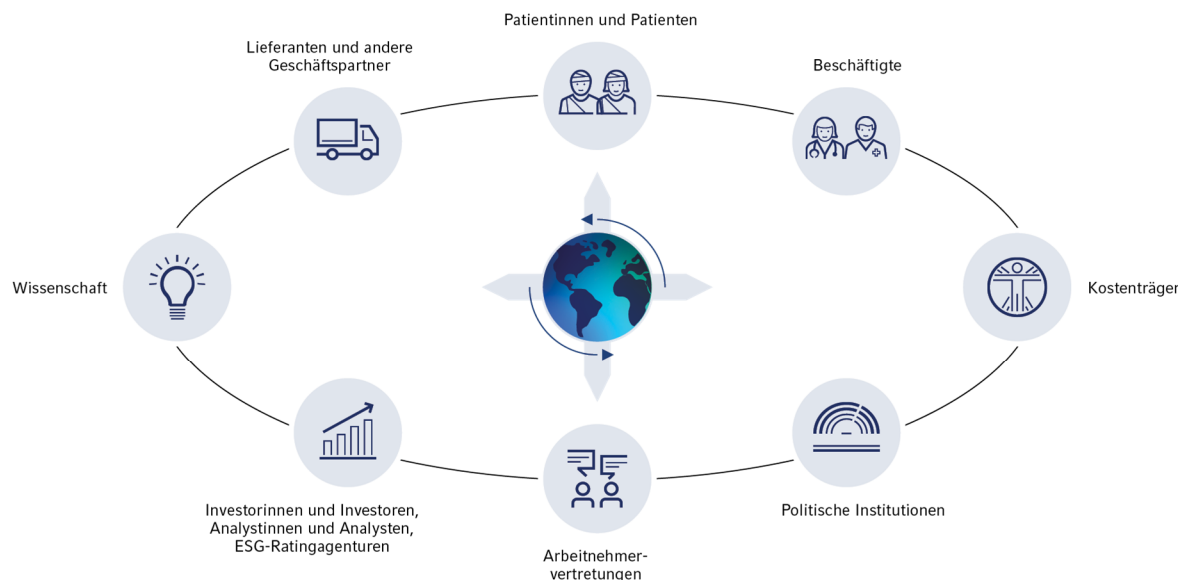 Patientinnen und Patienten
Lieferanten und andere
Geschäftspartner
Beschäftigte
Wissenschaft
Kostenträger
Investorinnen und Investoren,
Analystinnen und Analysten,
ESG-Ratingagenturen
Politische Institutionen
Arbeitnehmer-
vertretungen